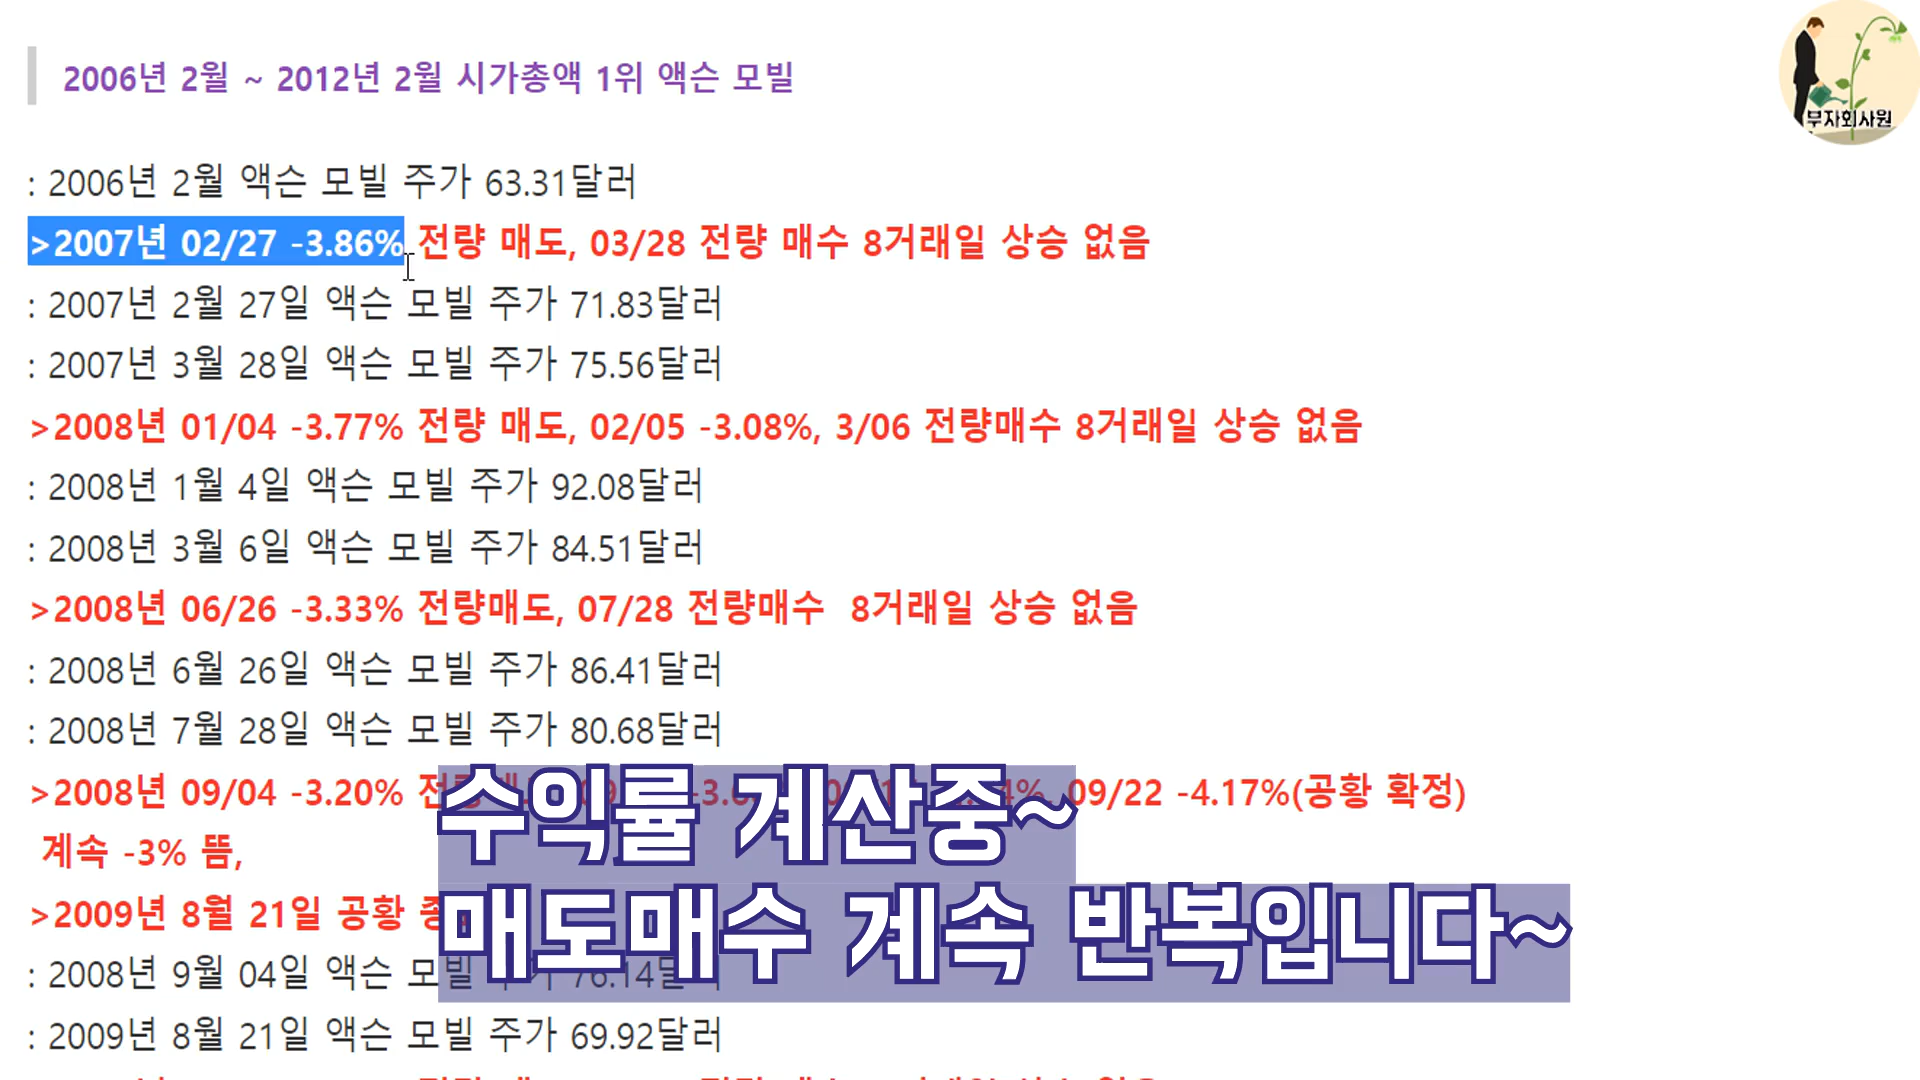 2006년 2월 ~ 2012년 2월 시가총액 1위 액슨 모빌
부자회사원
: 2006년 2월 액슨 모빌 주가 63.31달러
>2007년 02/27 -3.86% 전량 매도, 03/28 전량 매수 8거래일 상승 없음
: 2007년 2월 27일 액슨 모빌 주가 71.83달러
: 2007년 3월 28일 액슨 모빌 주가 75.56달러
>2008년 01/04 -3.77% 전량 매도, 02/05 -3.08%, 3/06 전량매수 8거래일 상승 없음
: 2008년 1월 4일 액슨 모빌 주가 92.08달러
: 2008년 3월 6일 액슨 모빌 주가 84.51달러
>2008년 06/26 -3.33% 전량매도, 07/28 전량매수 8거래일 상승 없음
: 2008년 6월 26일 액슨 모빌 주가 86.41달러
: 2008년 7월 28일 액슨 모빌 주가 80.68달러
>2008년 09/04 -3.20% 09/22 -4.17%(공황 확정)
계속 -3% 뜸,
>2009년 8월 21일 공황
: 2008년 9월 04일 액슨 모빌 주가 76.14달러
: 2009년 8월 21일 액슨 모빌 주가 69.92달러
수익률 계산중~
매도매수 계속 반복입니다~